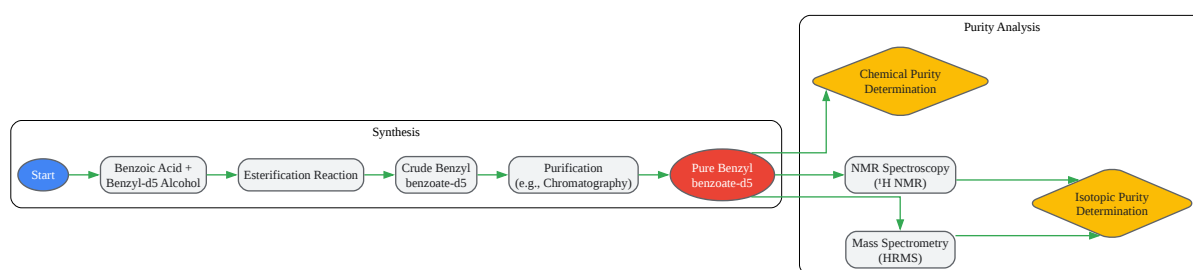 Purity Analysis
Chemical Purity
Determination
Synthesis
Start
Benzoic Acid +
Benzyl-d5 Alcohol
Esterification Reaction
Crude Benzyl
benzoate-d5
Purification
(e.g., Chromatography)
Pure Benzyl
benzoate-d5
NMR Spectroscopy
(¹H NMR)
Isotopic Purity
Determination
Mass Spectrometry
(HRMS)